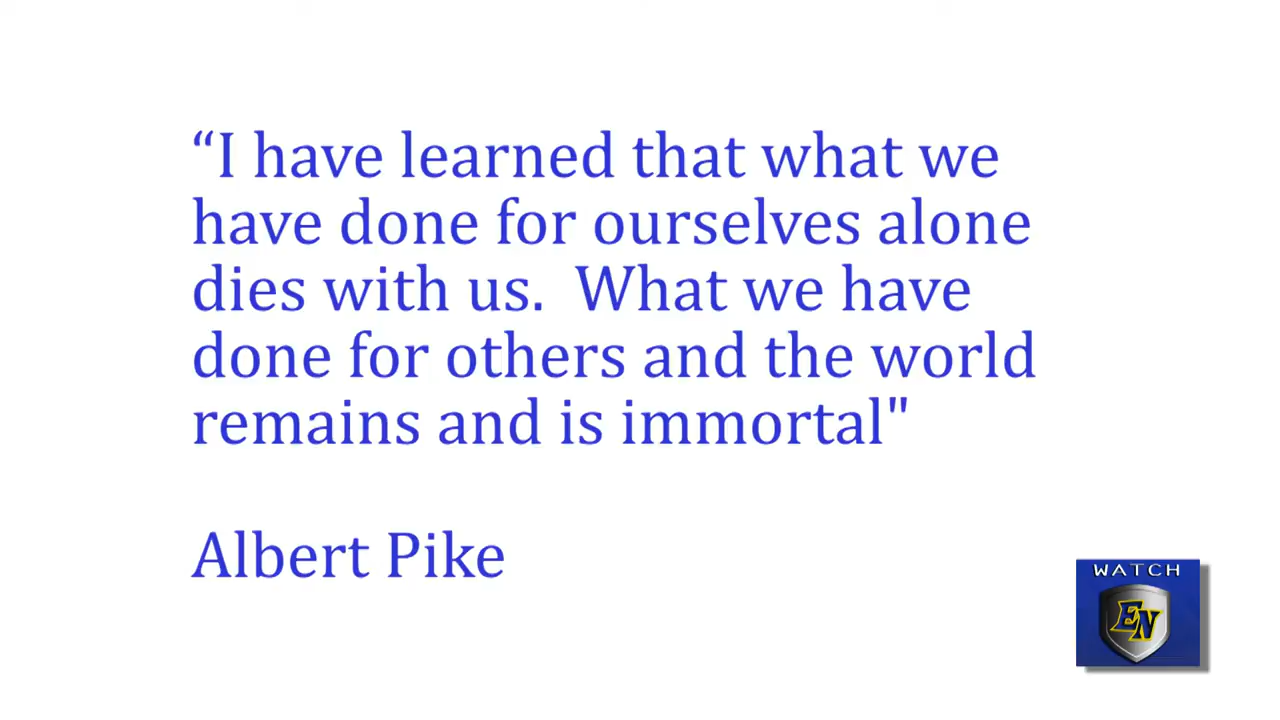 “I have learned that what we
have done for ourselves alone
dies with us.  What we have
done for others and the world
remains and is immortal"
Albert Pike
WATCH
EN